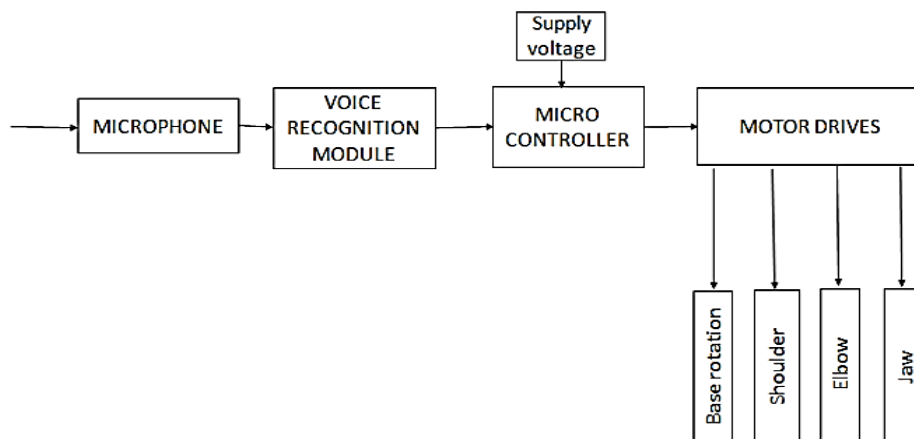 Supply
voltage
MICROPHONE
VOICE
RECOGNITION
MODULE
MICRO
CONTROLLER
MOTOR DRIVES
Base rotation
Shoulder
Elbow
Jaw